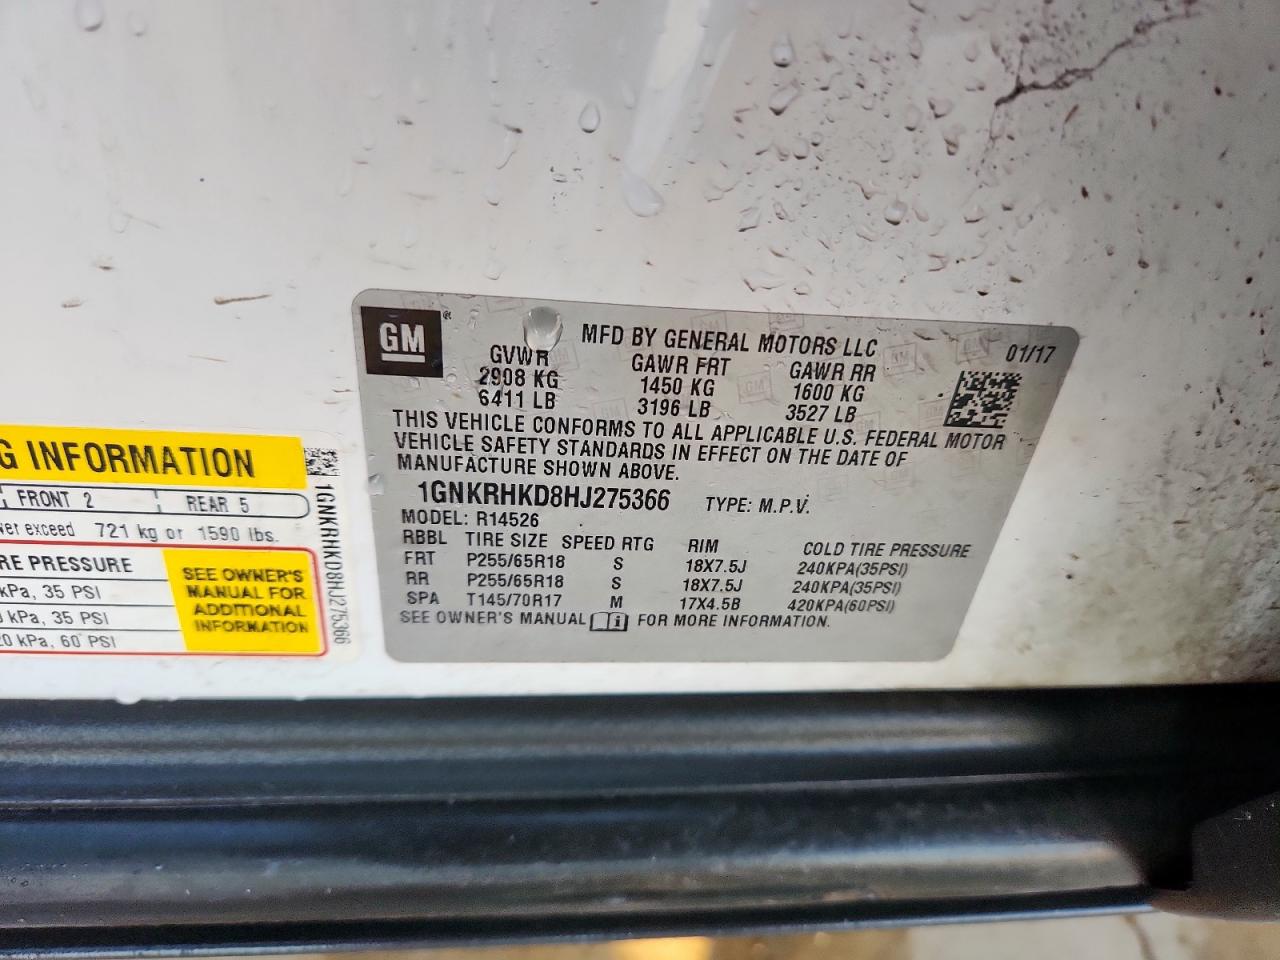 GM
MFD BY GENERAL MOTORS LLC
01/17
GVWR GAWR FRT GAWR RR
2908 KG 1450 KG 1600 KG
6411 LB 3196 LB 3527 LB
THIS VEHICLE CONFORMS TO ALL APPLICABLE U.S. FEDERAL MOTOR
VEHICLE SAFETY STANDARDS IN EFFECT ON THE DATE OF
MANUFACTURE SHOWN ABOVE.
1GNKRHKD8HJ275366 TYPE: M.P.V.
MODEL: R14526
RBBL TIRE SIZE SPEED RTG RIM COLD TIRE PRESSURE
FRT P255/65R18 S 18X7.5J 240KPA(35PSI)
RR P255/65R18 S 18X7.5J 240KPA(35PSI)
SPA T145/70R17 M 17X4.5B 420KPA(60PSI)
SEE OWNER'S MANUAL FOR MORE INFORMATION.
G INFORMATION
FRONT 2 REAR 5
exceed 721 kg or 1590 lbs.
RE PRESSURE
kPa, 35 PSI
kPa, 35 PSI
20 kPa, 60 PSI
SEE OWNER'S
MANUAL FOR
ADDITIONAL
INFORMATION
1GNKRHKD8HJ275366